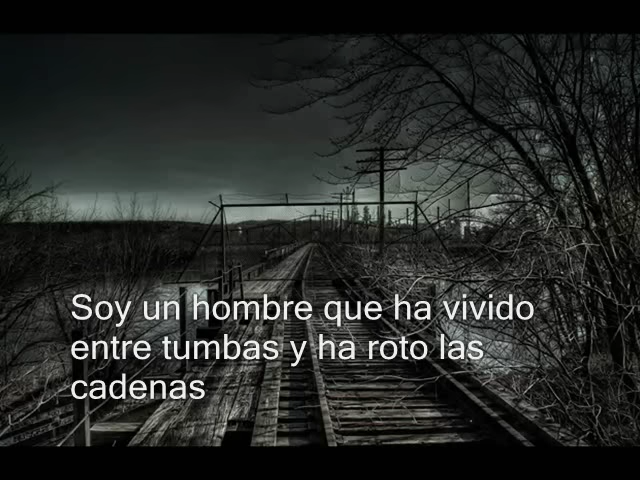 Soy un hombre que ha vivido
entre tumbas y ha roto las
cadenas